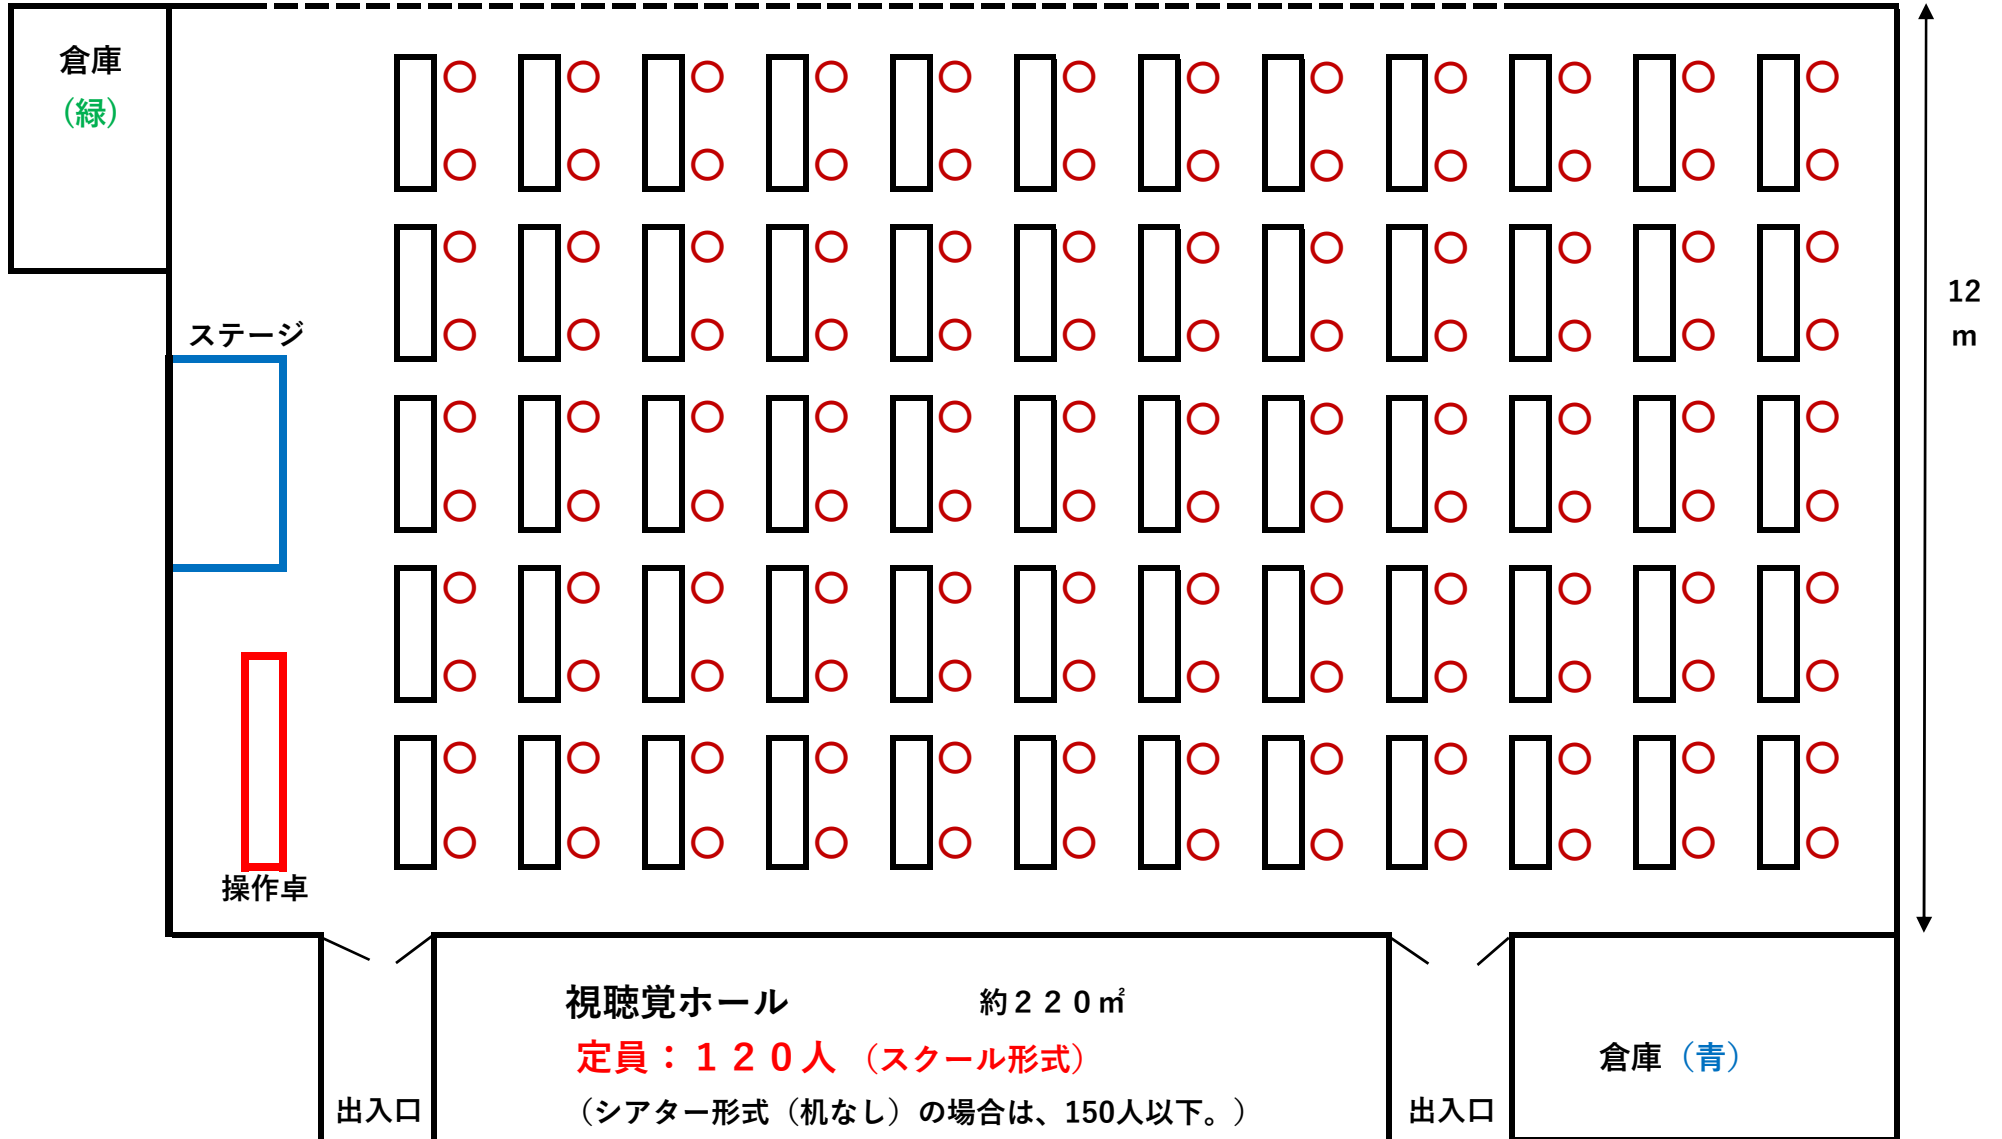 倉庫
（緑）
ステージ
12
m
操作卓
視聴覚ホール　約２２０㎡
定員：１２０人（スクール形式）
（シアター形式（机なし）の場合は、150人以下。）
出入口
出入口
倉庫（青）